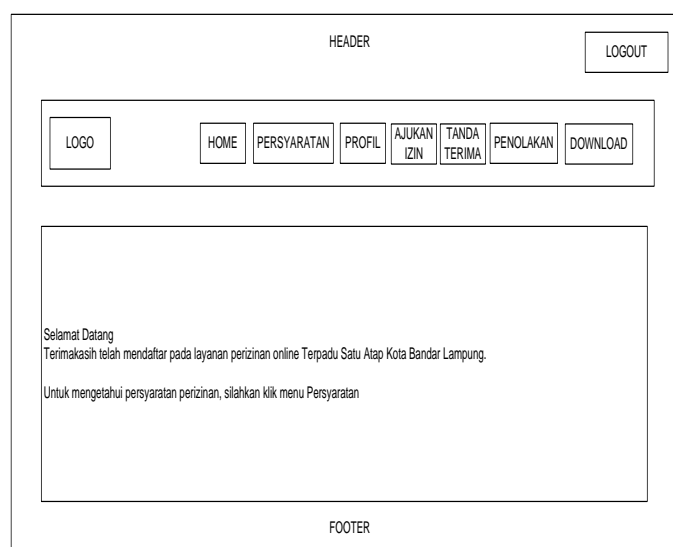 HEADER
LOGOUT
LOGO
HOME
PERSYARATAN
PROFIL
AJUKAN
IZIN
TANDA
TERIMA
PENOLAKAN
DOWNLOAD
Selamat Datang
Terimakasih telah mendaftar pada layanan perizinan online Terpadu Satu Atap Kota Bandar Lampung.
Untuk mengetahui persyaratan perizinan, silahkan klik menu Persyaratan
FOOTER